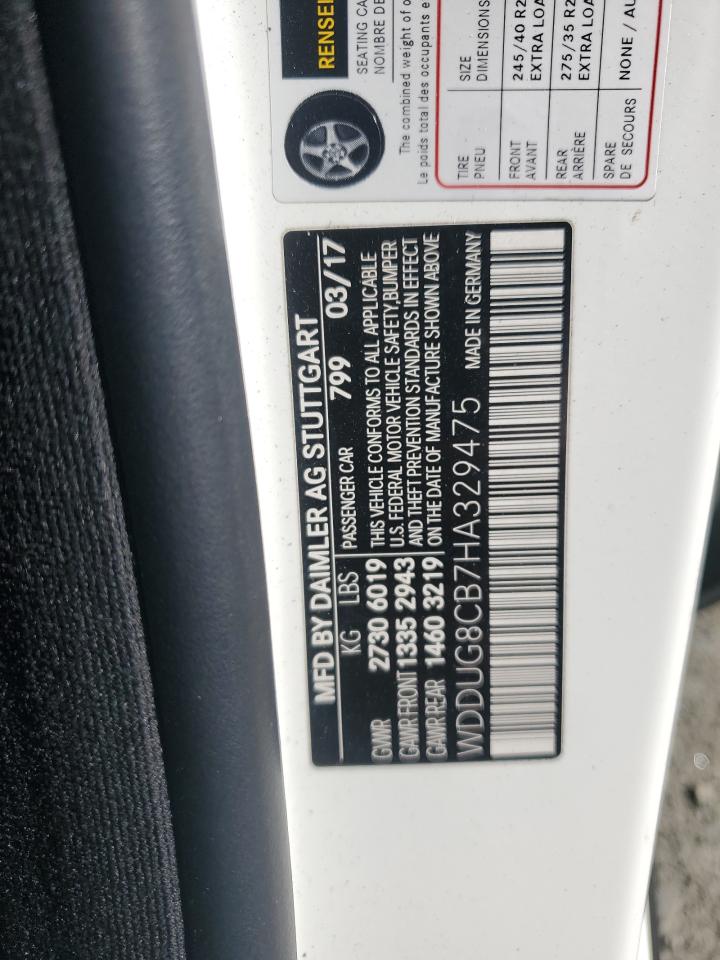 RENSEI
SEATING CA
NOMBRE DE
The combined weight of o
Le poids total des occupants e
TIRE SIZE
PNEU DIMENSIONS
FRONT 245/40 R2
AVANT EXTRA LOA
REAR 275/35 R2
ARRIÈRE EXTRA LOA
SPARE NONE / AU
DE SECOURS
MFD BY DAIMLER AG STUTTGART
KG LBS PASSENGER CAR 799 03/17
GVWR 2730 6019 THIS VEHICLE CONFORMS TO ALL APPLICABLE
GAWR FRONT 1335 2943 U.S. FEDERAL MOTOR VEHICLE SAFETY,BUMPER
GAWR REAR 1460 3219 AND THEFT PREVENTION STANDARDS IN EFFECT
ON THE DATE OF MANUFACTURE SHOWN ABOVE
WDDUG8CB7HA329475 MADE IN GERMANY